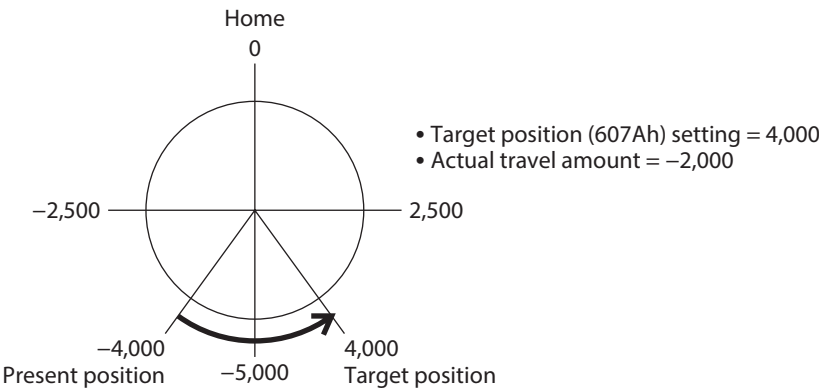 Home
0
• Target position (607Ah) setting = 4,000
• Actual travel amount = −2,000
−2,500
2,500
−4,000
Present position
−5,000
4,000
Target position